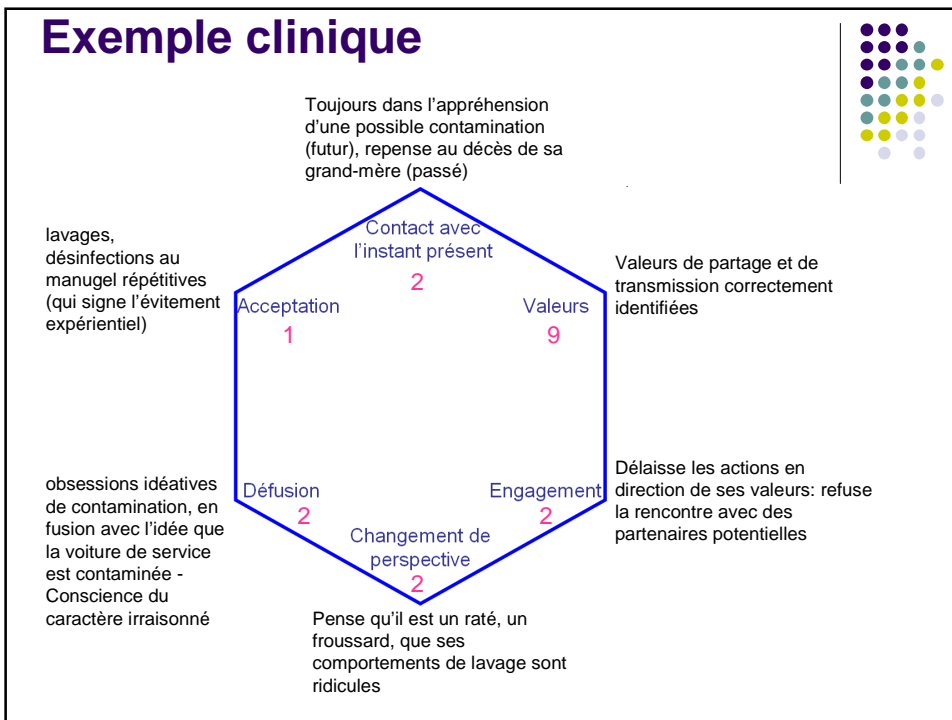 Exemple clinique
Toujours dans l'appréhension
d'une possible contamination
(futur), repense au décès de sa
grand-mère (passé)
lavages,
désinfections au
manugel répétitives
(qui signe l'évitement
expérientiel)
Contact avec
l'instant présent
2
Valeurs de partage et de
transmission correctement
identifiées
Acceptation
1
Valeurs
9
obsessions idéatives
de contamination, en
fusion avec l'idée que
la voiture de service
est contaminée -
Conscience du
caractère irraisonné
Défusion
2
Engagement
2
Délaisse les actions en
direction de ses valeurs: refuse
la rencontre avec des
partenaires potentielles
Changement de
perspective
2
Pense qu'il est un raté, un
froussard, que ses
comportements de lavage sont
ridicules